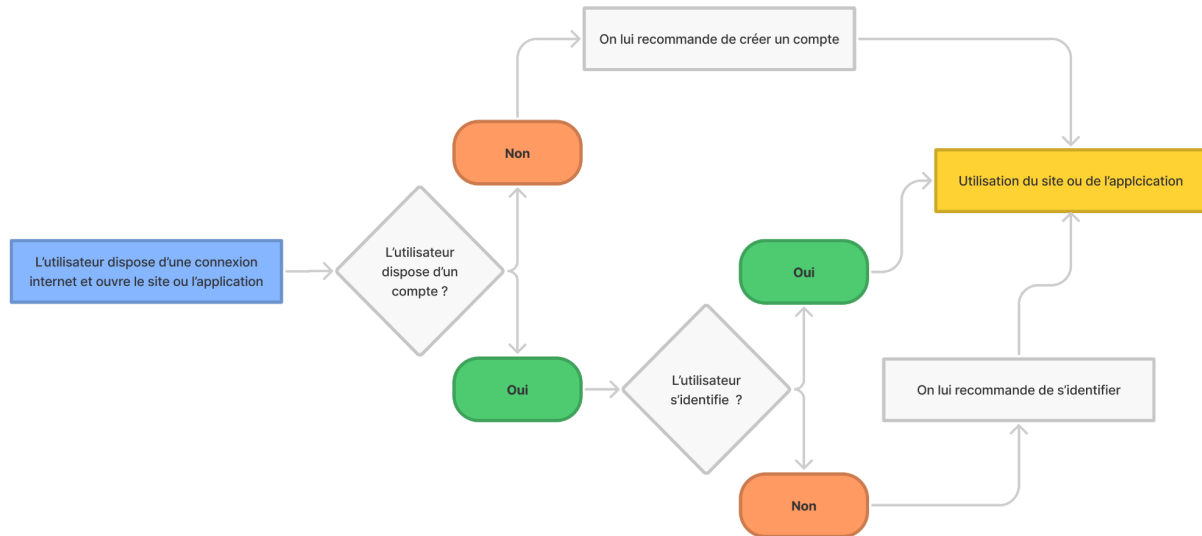 On lui recommande de créer un compte
Non
Utilisation du site ou de l'applcication
L'utilisateur dispose d'une connexion
internet et ouvre le site ou l'application
L'utilisateur
dispose d'un
compte ?
Oui
Oui
L'utilisateur
s'identifie ?
On lui recommande de s'identifier
Non